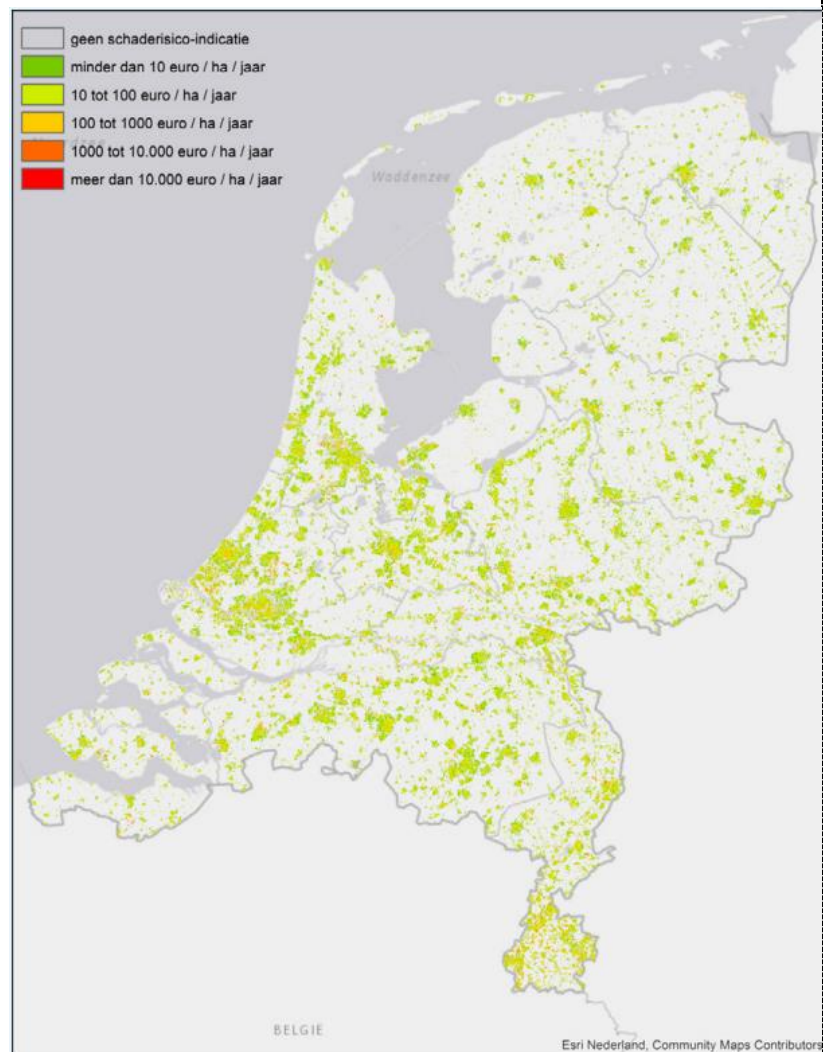 geen schaderisico-indicatie
minder dan 10 euro / ha / jaar
10 tot 100 euro / ha / jaar
100 tot 1000 euro / ha / jaar
1000 tot 10.000 euro / ha / jaar
meer dan 10.000 euro / ha / jaar
Waddenzee
BELGIE
Esri Nederland, Community Maps Contributors